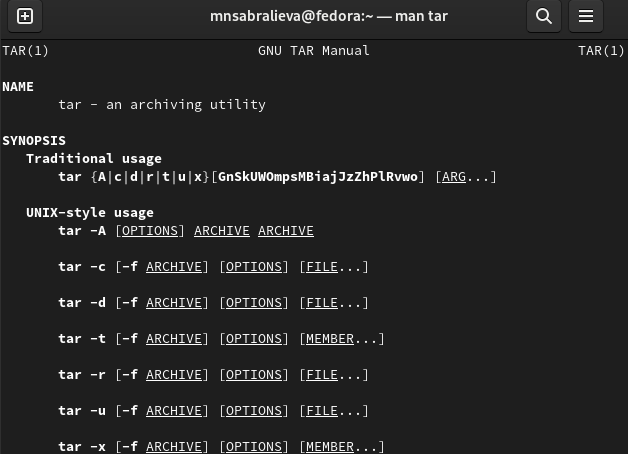 mnsabralieva@fedora:~ — man tar
TAR(1) GNU TAR Manual TAR(1)
NAME
tar - an archiving utility
SYNOPSIS
Traditional usage
tar {A|c|d|r|t|u|x}[GnSkUWOmpsMBiajJzZhPlRvwo] [ARG...]
UNIX-style usage
tar -A [OPTIONS] ARCHIVE ARCHIVE
tar -c [-f ARCHIVE] [OPTIONS] [FILE...]
tar -d [-f ARCHIVE] [OPTIONS] [FILE...]
tar -t [-f ARCHIVE] [OPTIONS] [MEMBER...]
tar -r [-f ARCHIVE] [OPTIONS] [FILE...]
tar -u [-f ARCHIVE] [OPTIONS] [FILE...]
tar -x [-f ARCHIVE] [OPTIONS] [MEMBER...]